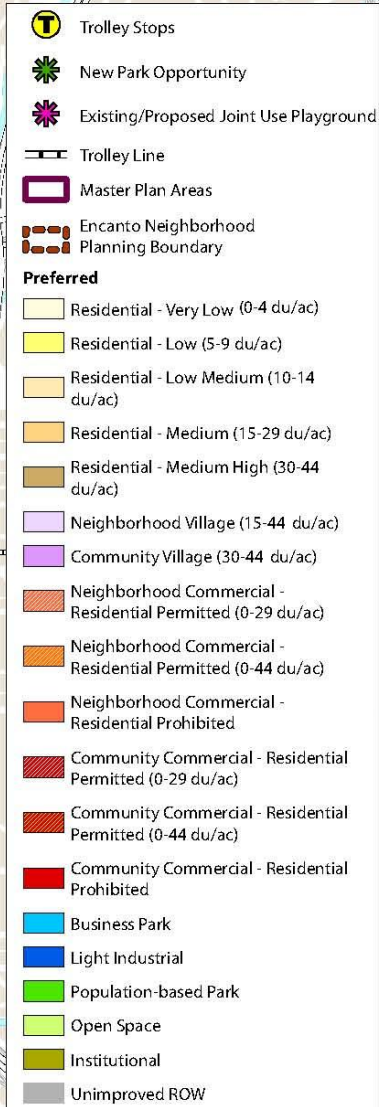 T Trolley Stops
New Park Opportunity
Existing/Proposed Joint Use Playground
Trolley Line
Master Plan Areas
Encanto Neighborhood
Planning Boundary
Preferred
Residential - Very Low (0-4 du/ac)
Residential - Low (5-9 du/ac)
Residential - Low Medium (10-14
du/ac)
Residential - Medium (15-29 du/ac)
Residential - Medium High (30-44
du/ac)
Neighborhood Village (15-44 du/ac)
Community Village (30-44 du/ac)
Neighborhood Commercial -
Residential Permitted (0-29 du/ac)
Neighborhood Commercial -
Residential Permitted (0-44 du/ac)
Neighborhood Commercial -
Residential Prohibited
Community Commercial - Residential
Permitted (0-29 du/ac)
Community Commercial - Residential
Permitted (0-44 du/ac)
Community Commercial - Residential
Prohibited
Business Park
Light Industrial
Population-based Park
Open Space
Institutional
Unimproved ROW